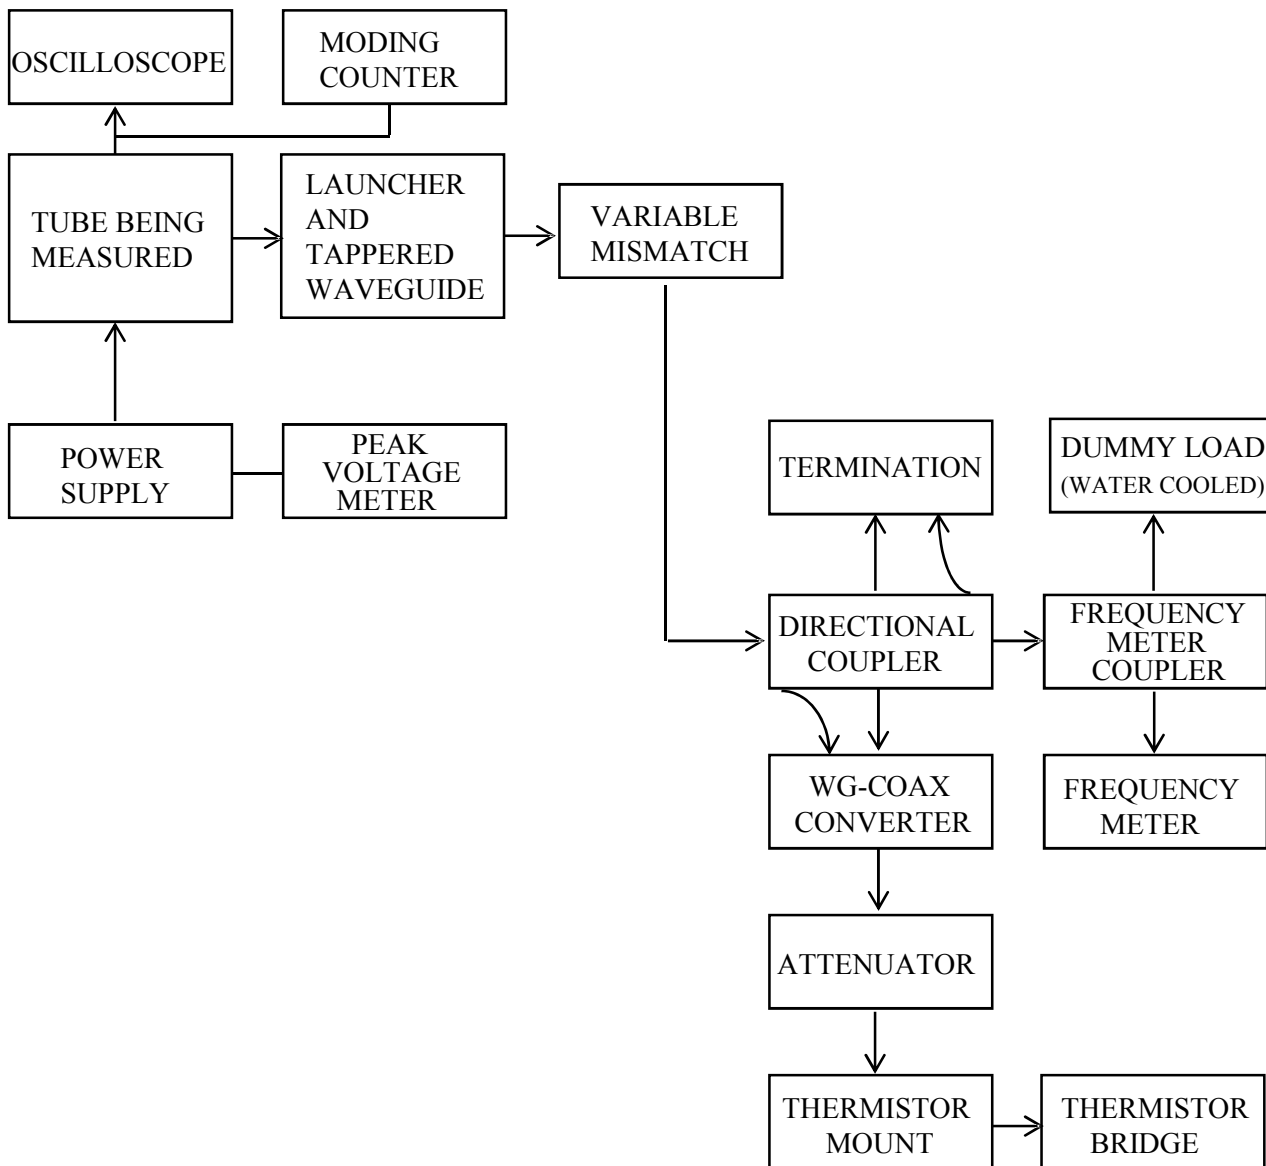 OSCILLOSCOPE
MODING
COUNTER
TUBE BEING
MEASURED
LAUNCHER
AND
TAPPERED
WAVEGUIDE
VARIABLE
MISMATCH
POWER
SUPPLY
PEAK
VOLTAGE
METER
TERMINATION
DUMMY LOAD
(WATER COOLED)
DIRECTIONAL
COUPLER
FREQUENCY
METER
COUPLER
WG-COAX
CONVERTER
FREQUENCY
METER
ATTENUATOR
THERMISTOR
MOUNT
THERMISTOR
BRIDGE